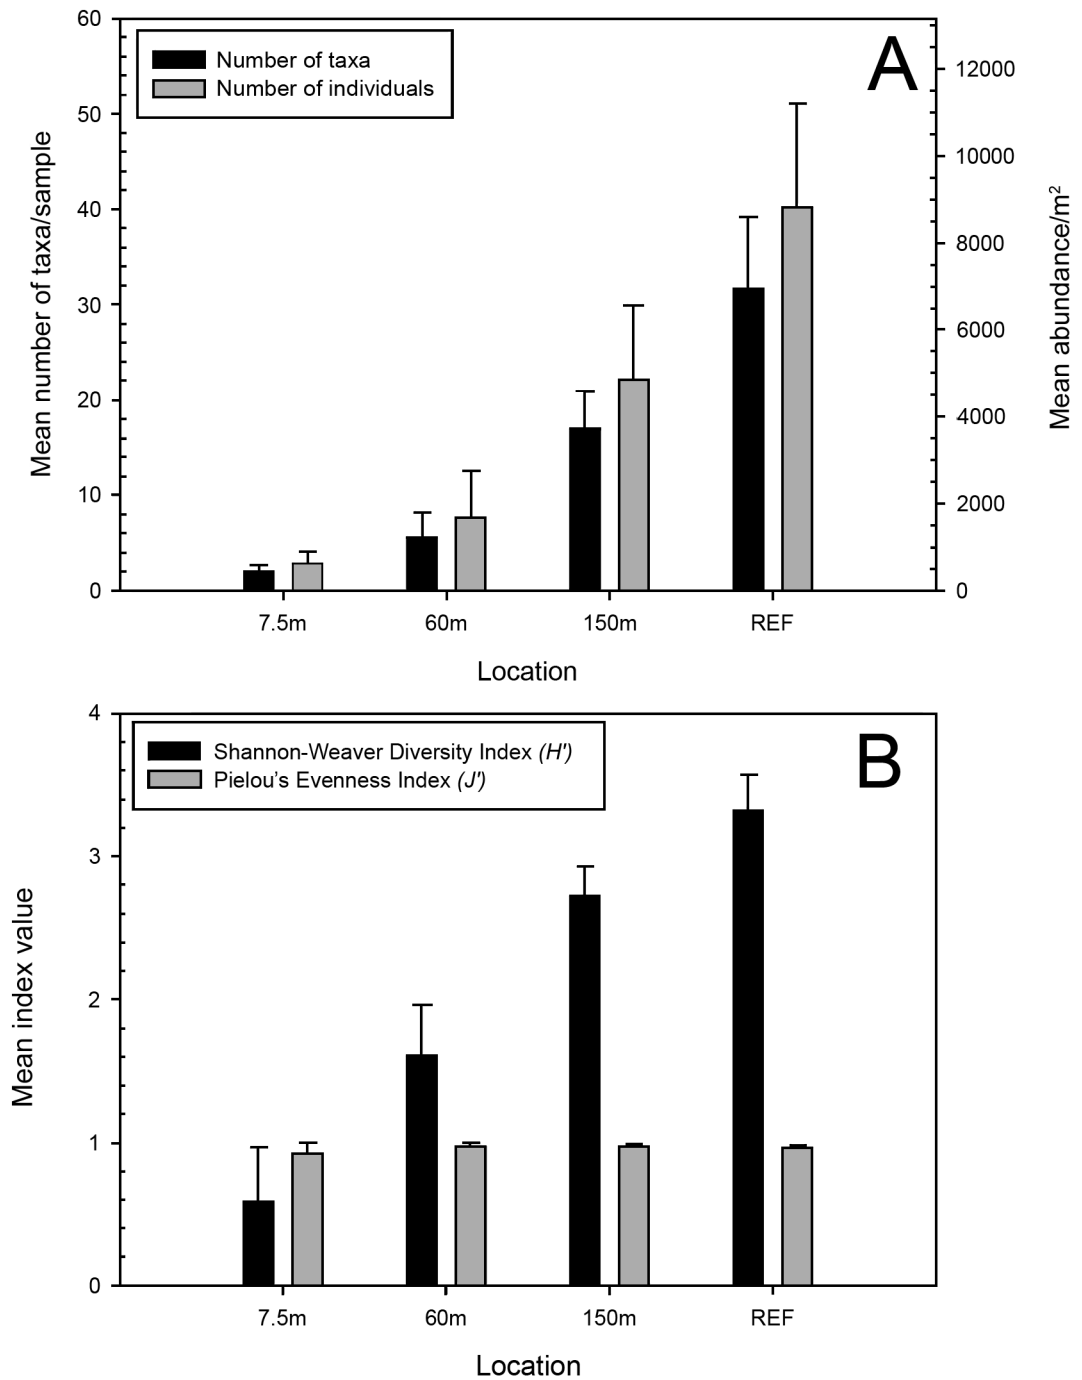 A
Number of taxa
Number of individuals
60
50
40
30
20
10
0
Mean number of taxa/sample
12000
10000
8000
6000
4000
2000
0
Mean abundance/m²
7.5m 60m 150m REF
Location
B
Shannon-Weaver Diversity Index (H')
Pielou's Evenness Index (J')
4
3
2
1
0
Mean index value
7.5m 60m 150m REF
Location